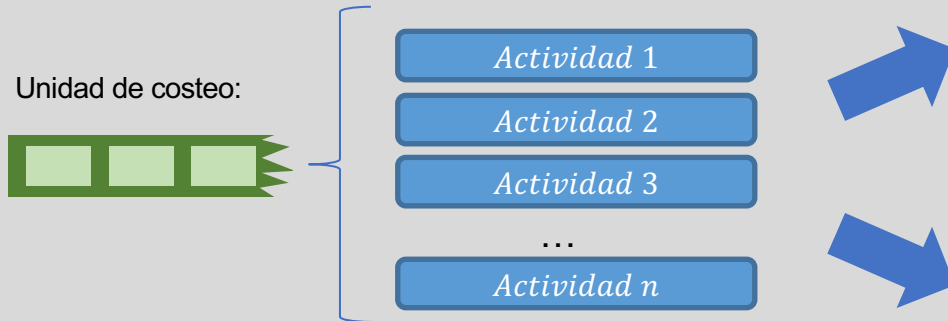 Unidad de costeo:
Actividad 1
Actividad 2
Actividad 3
...
Actividad n